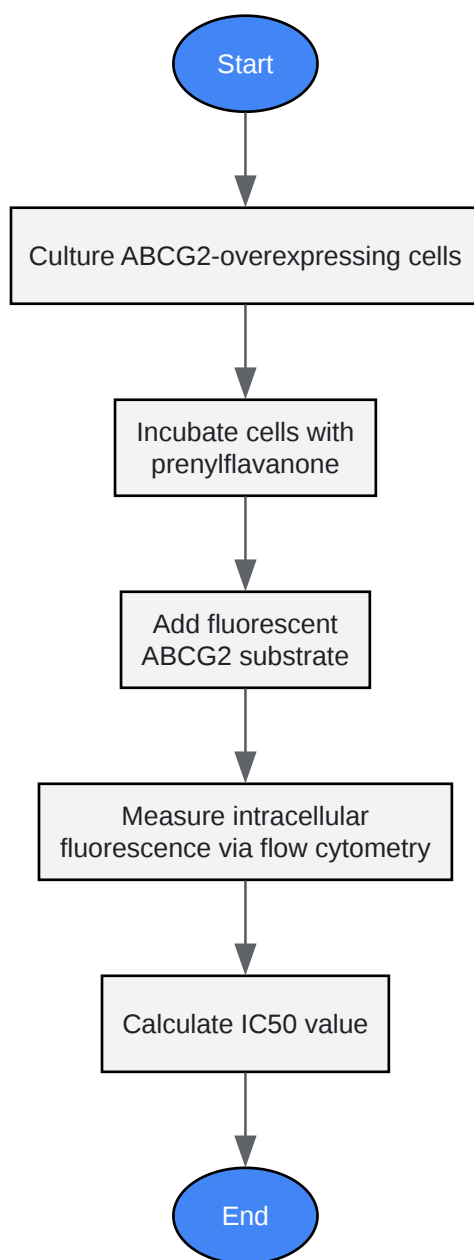 Start
Culture ABCG2-overexpressing cells
Incubate cells with
prenylflavanone
Add fluorescent
ABCG2 substrate
Measure intracellular
fluorescence via flow cytometry
Calculate IC50 value
End